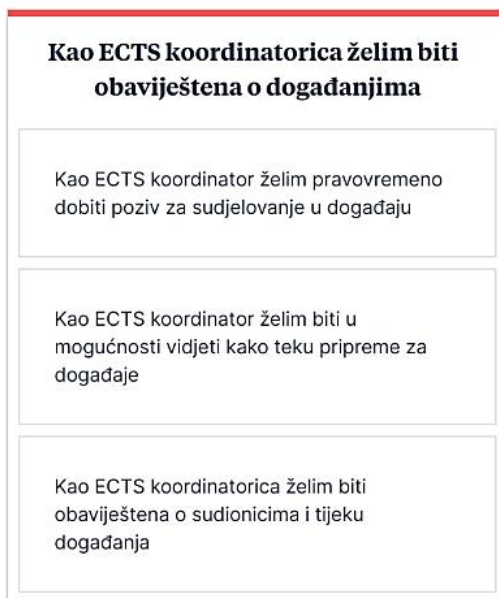 Kao ECTS koordinatorica želim biti
obaviještena o događanjima
Kao ECTS koordinator želim pravovremeno
dobiti poziv za sudjelovanje u događaju
Kao ECTS koordinator želim biti u
mogućnosti vidjeti kako teku pripreme za
događaje
Kao ECTS koordinatorica želim biti
obaviještena o sudionicima i tijeku
događanja